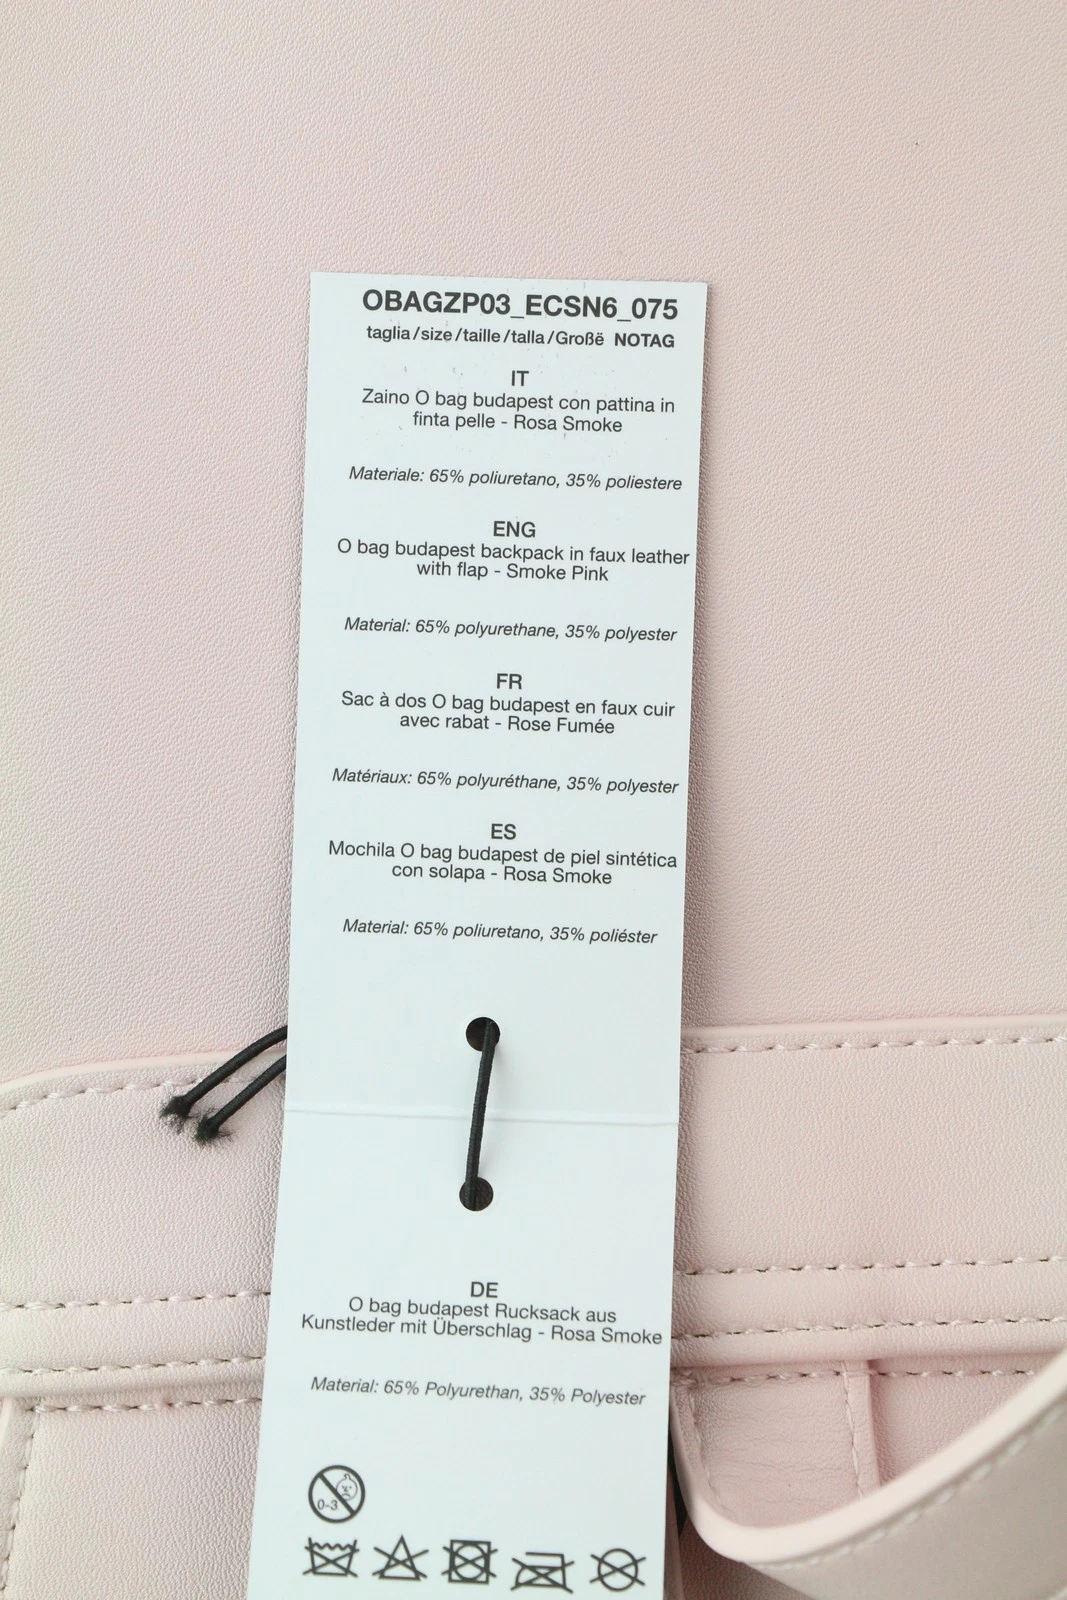 OBAGZP03_ECSN6_075
taglia/size/taille/talla/Großë NOTAG
IT
Zaino O bag budapest con pattina in
finta pelle - Rosa Smoke
Materiale: 65% poliuretano, 35% poliestere
ENG
O bag budapest backpack in faux leather
with flap - Smoke Pink
Material: 65% polyurethane, 35% polyester
FR
Sac à dos O bag budapest en faux cuir
avec rabat - Rose Fumée
Matériaux: 65% polyuréthane, 35% polyester
ES
Mochila O bag budapest de piel sintética
con solapa - Rosa Smoke
Material: 65% poliuretano, 35% poliéster
DE
O bag budapest Rucksack aus
Kunstleder mit Überschlag - Rosa Smoke
Material: 65% Polyurethan, 35% Polyester
0-3